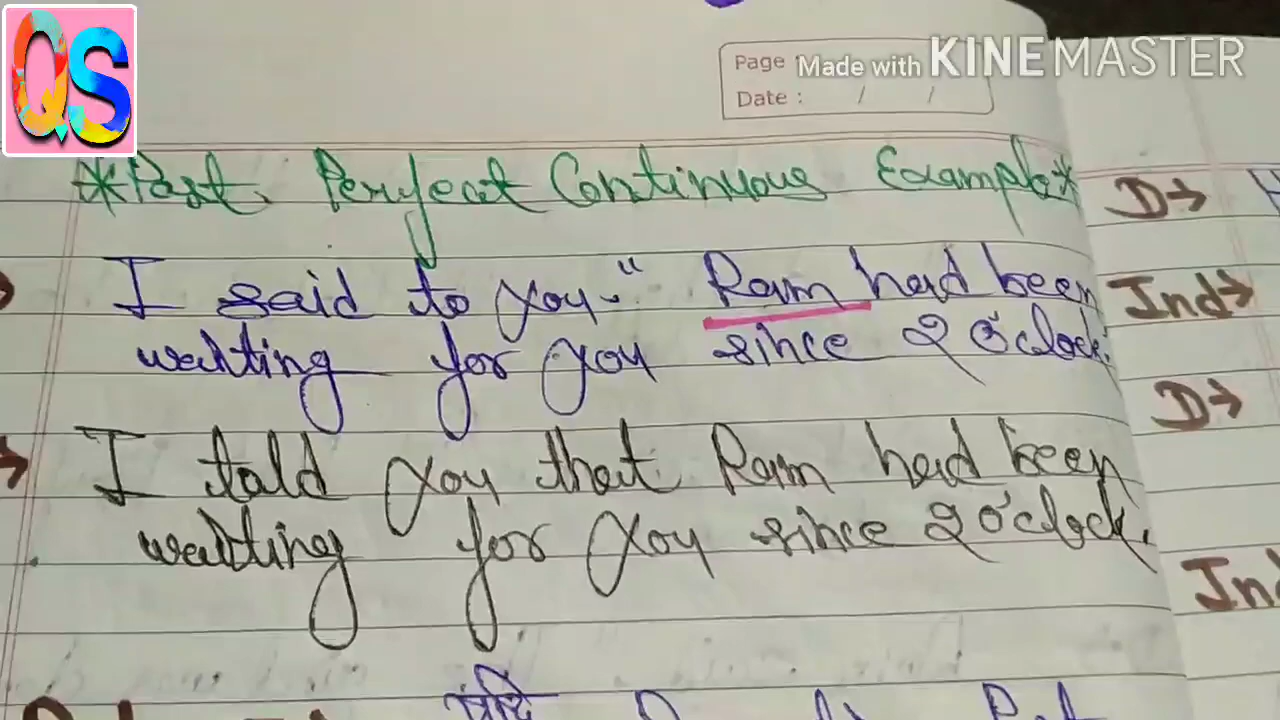 QS
Page
Made with KINEMASTER
Date : / /
*Past Perfect Continuous Example*
D→
I said to you "Ram had been
Ind→
waiting for you since 2 O'clock.
D→
I told you that Ram had been
waiting for you since 2 O'clock.
Ind
यदि